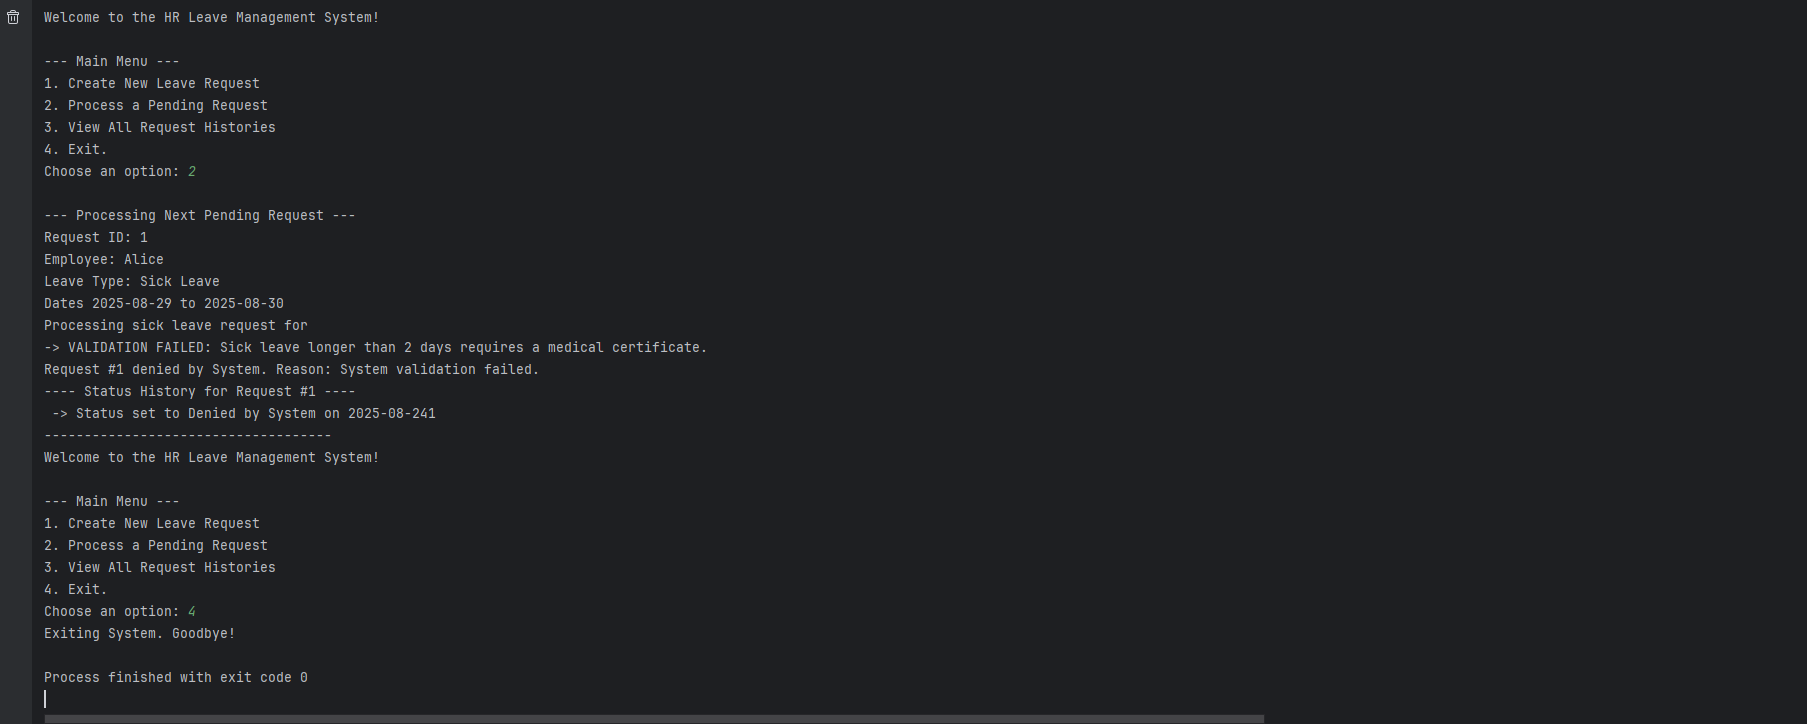 Welcome to the HR Leave Management System!
--- Main Menu ---
1. Create New Leave Request
2. Process a Pending Request
3. View All Request Histories
4. Exit.
Choose an option: 2
--- Processing Next Pending Request ---
Request ID: 1
Employee: Alice
Leave Type: Sick Leave
Dates 2025-08-29 to 2025-08-30
Processing sick leave request for
-> VALIDATION FAILED: Sick leave longer than 2 days requires a medical certificate.
Request #1 denied by System. Reason: System validation failed.
---- Status History for Request #1 ----
 -> Status set to Denied by System on 2025-08-241
------------------------------------
Welcome to the HR Leave Management System!
--- Main Menu ---
1. Create New Leave Request
2. Process a Pending Request
3. View All Request Histories
4. Exit.
Choose an option: 4
Exiting System. Goodbye!
Process finished with exit code 0